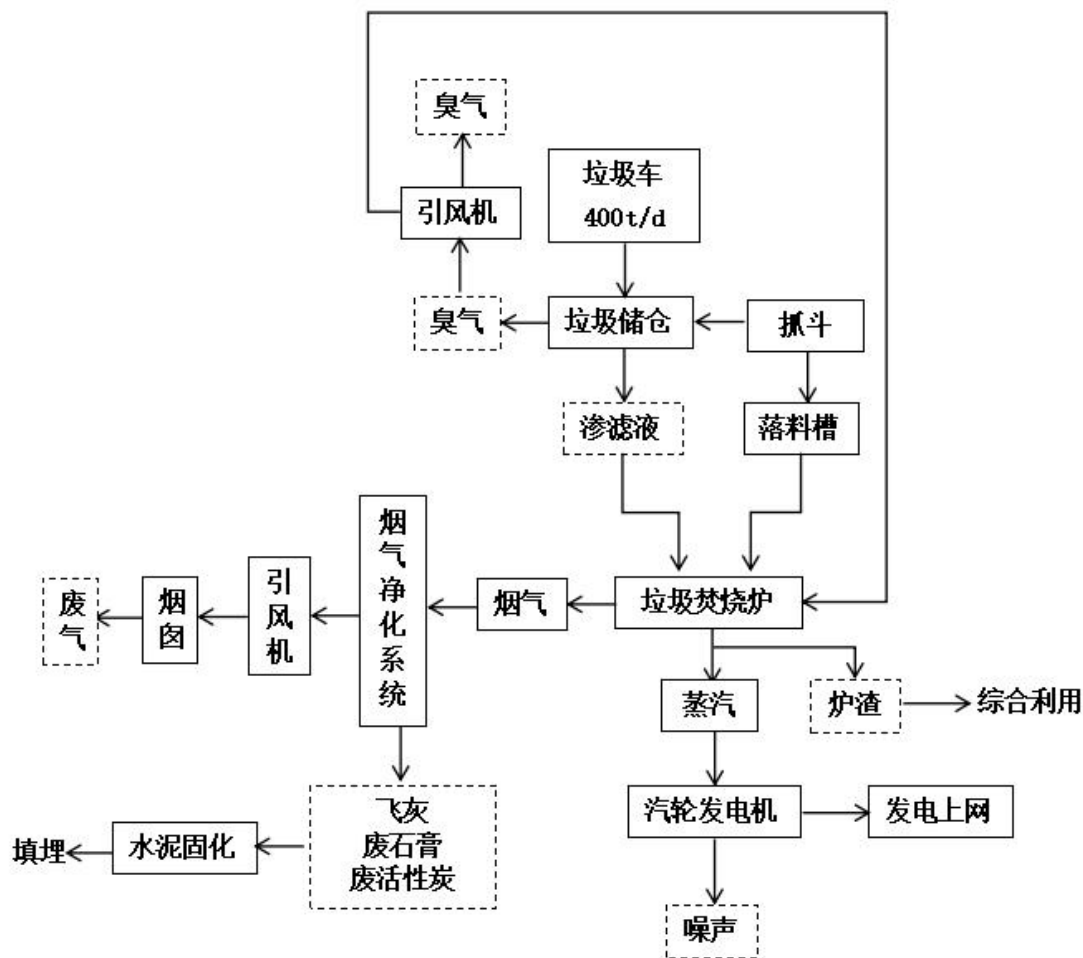 臭气
垃圾车
400t/d
引风机
臭气
垃圾储仓
抓斗
渗滤液
落料槽
烟气净化系统
引风机
烟囱
废气
烟气
垃圾焚烧炉
蒸汽
炉渣
综合利用
飞灰
废石膏
废活性炭
水泥固化
填埋
汽轮发电机
发电上网
噪声